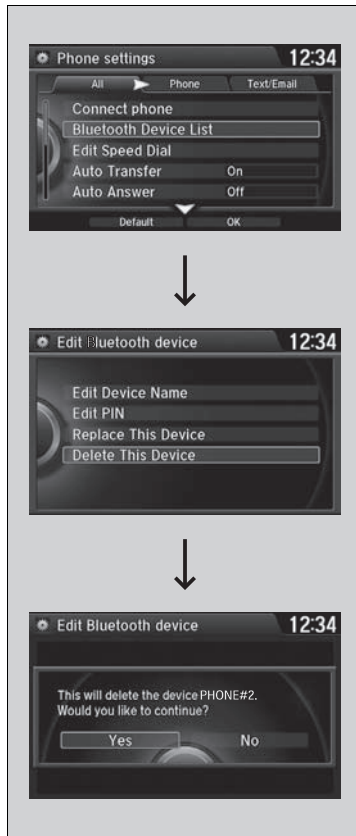 Phone settings 12:34
All Phone Text/Email
Connect phone
Bluetooth Device List
Edit Speed Dial
Auto Transfer On
Auto Answer Off
Default OK
Edit Bluetooth device 12:34
Edit Device Name
Edit PIN
Replace This Device
Delete This Device
Edit Bluetooth device 12:34
This will delete the device PHONE#2.
Would you like to continue?
Yes No